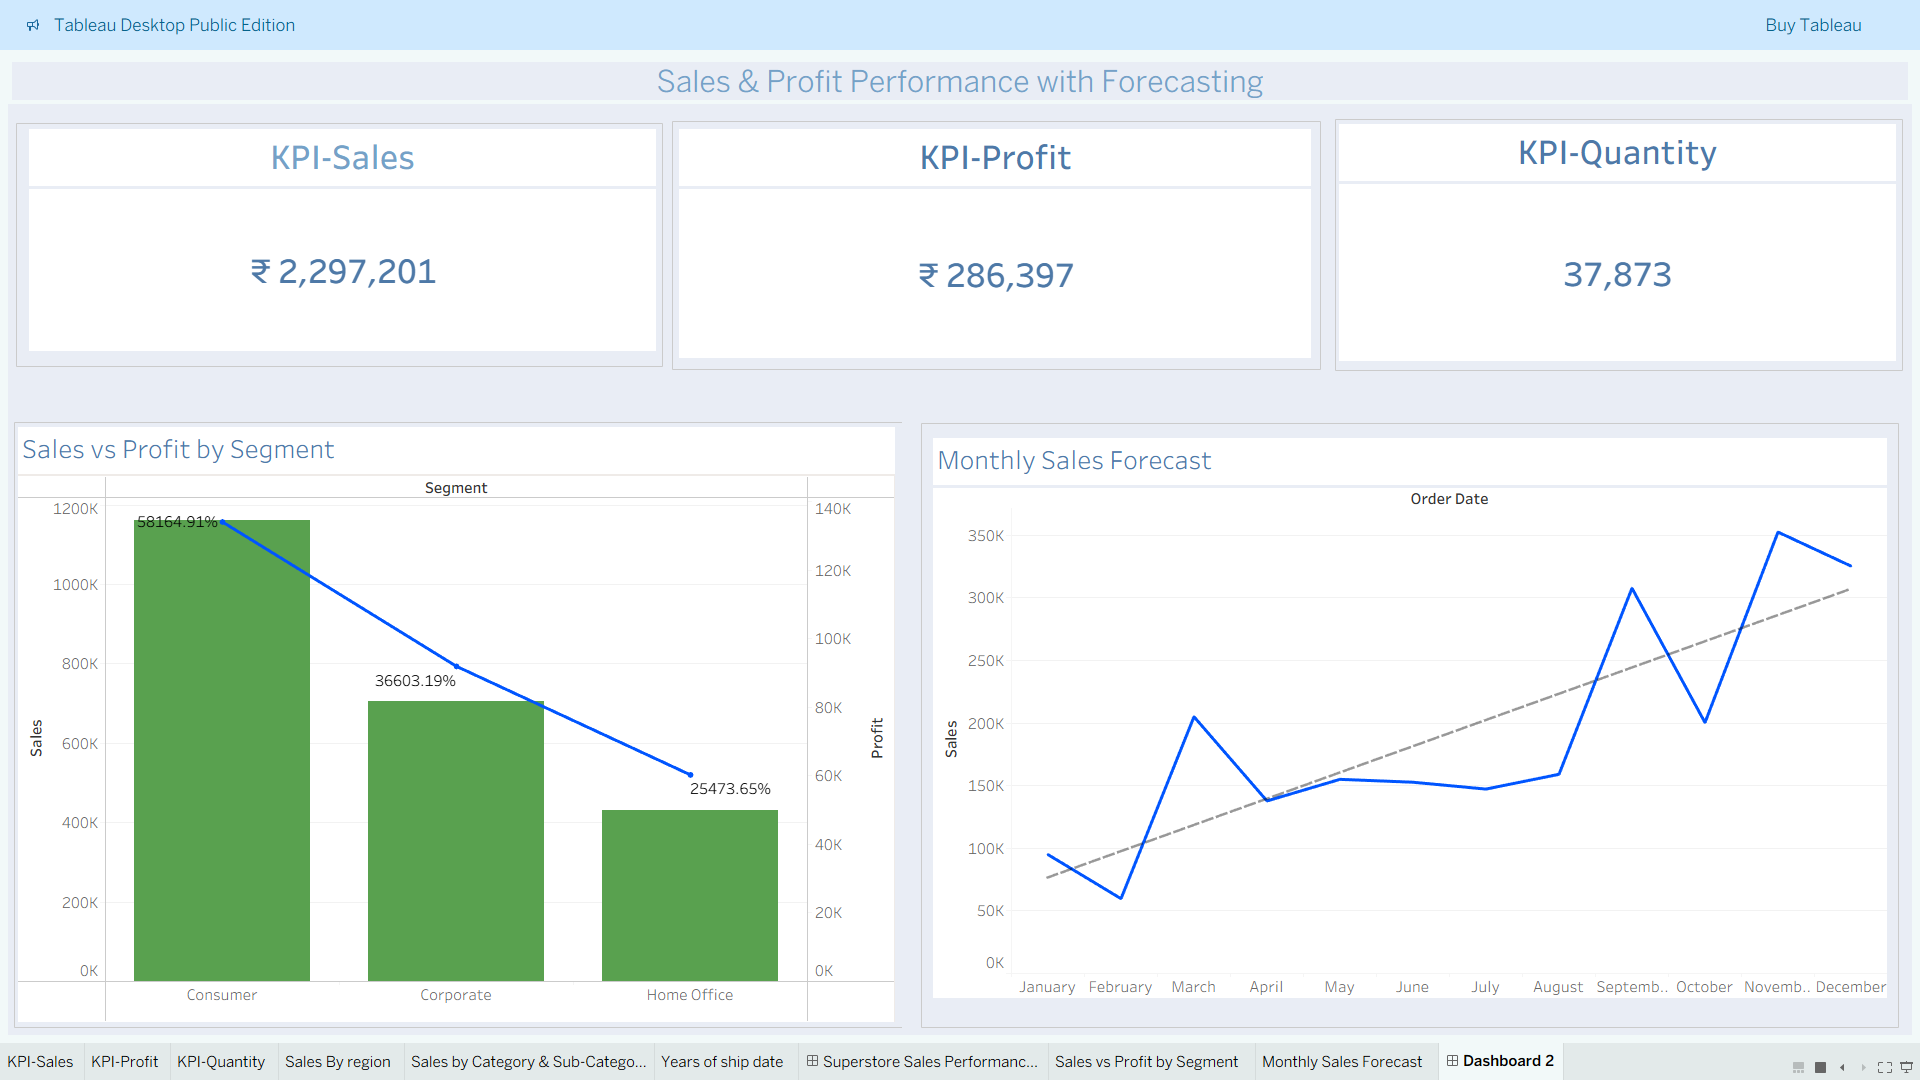 Tableau Desktop Public Edition
Buy Tableau
Sales & Profit Performance with Forecasting
KPI-Sales
₹ 2,297,201
KPI-Profit
₹ 286,397
KPI-Quantity
37,873
Sales vs Profit by Segment
Segment
1200K
1000K
800K
600K
400K
200K
0K
Sales
58164.91%
36603.19%
25473.65%
140K
120K
100K
80K
60K
40K
20K
0K
Profit
Consumer
Corporate
Home Office
Monthly Sales Forecast
Order Date
350K
300K
250K
200K
150K
100K
50K
0K
Sales
January
February
March
April
May
June
July
August
Septemb..
October
Novemb..
December
KPI-Sales
KPI-Profit
KPI-Quantity
Sales By region
Sales by Category & Sub-Catego...
Years of ship date
Superstore Sales Performanc...
Sales vs Profit by Segment
Monthly Sales Forecast
Dashboard 2